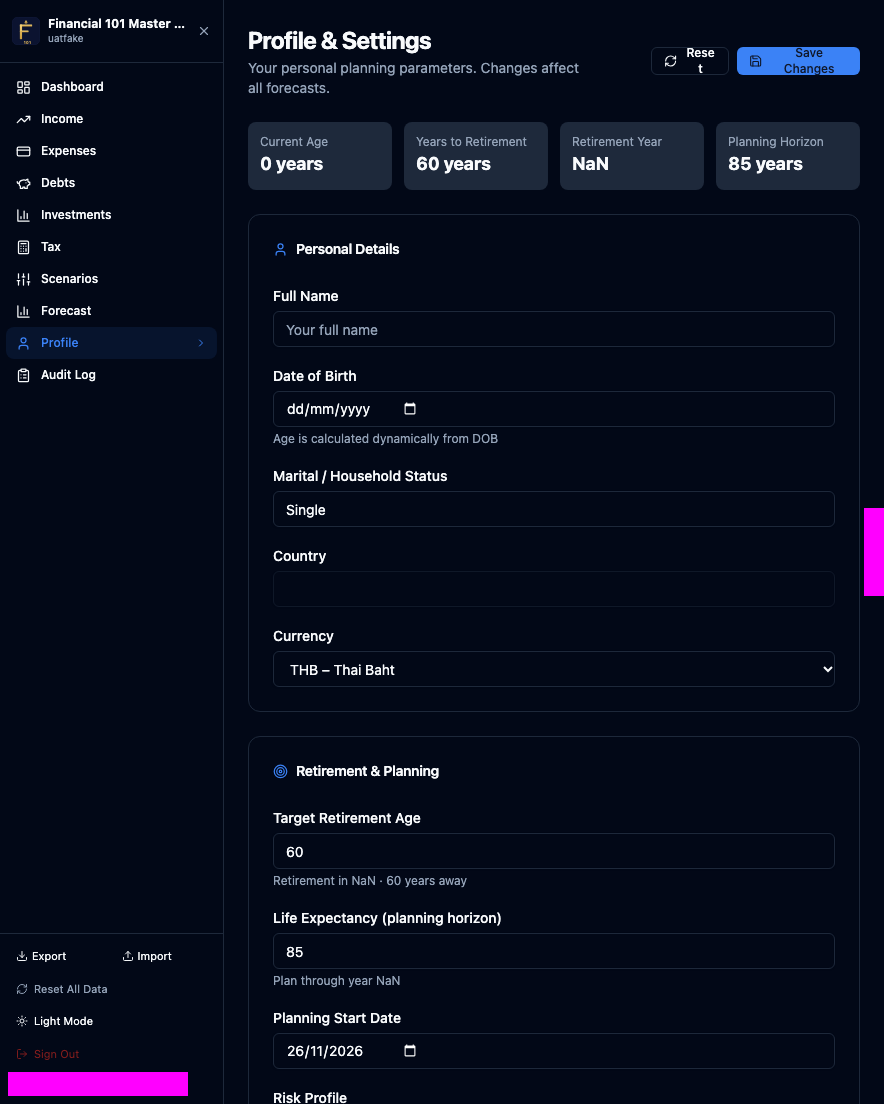 Financial 101 Master ...
uatfake
Dashboard
Income
Expenses
Debts
Investments
Tax
Scenarios
Forecast
Profile
Audit Log
Export
Import
Reset All Data
Light Mode
Sign Out
Profile & Settings
Your personal planning parameters. Changes affect
all forecasts.
Rese
t
Save
Changes
Current Age
0 years
Years to Retirement
60 years
Retirement Year
NaN
Planning Horizon
85 years
Personal Details
Full Name
Your full name
Date of Birth
dd/mm/yyyy
Age is calculated dynamically from DOB
Marital / Household Status
Single
Country
Currency
THB – Thai Baht
Retirement & Planning
Target Retirement Age
60
Retirement in NaN · 60 years away
Life Expectancy (planning horizon)
85
Plan through year NaN
Planning Start Date
26/11/2026
Risk Profile